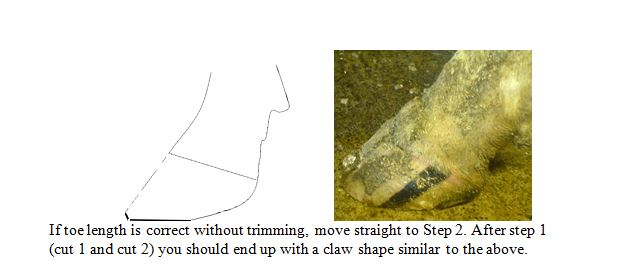 If toe length is correct without trimming, move straight to Step 2. After step 1
(cut 1 and cut 2) you should end up with a claw shape similar to the above.